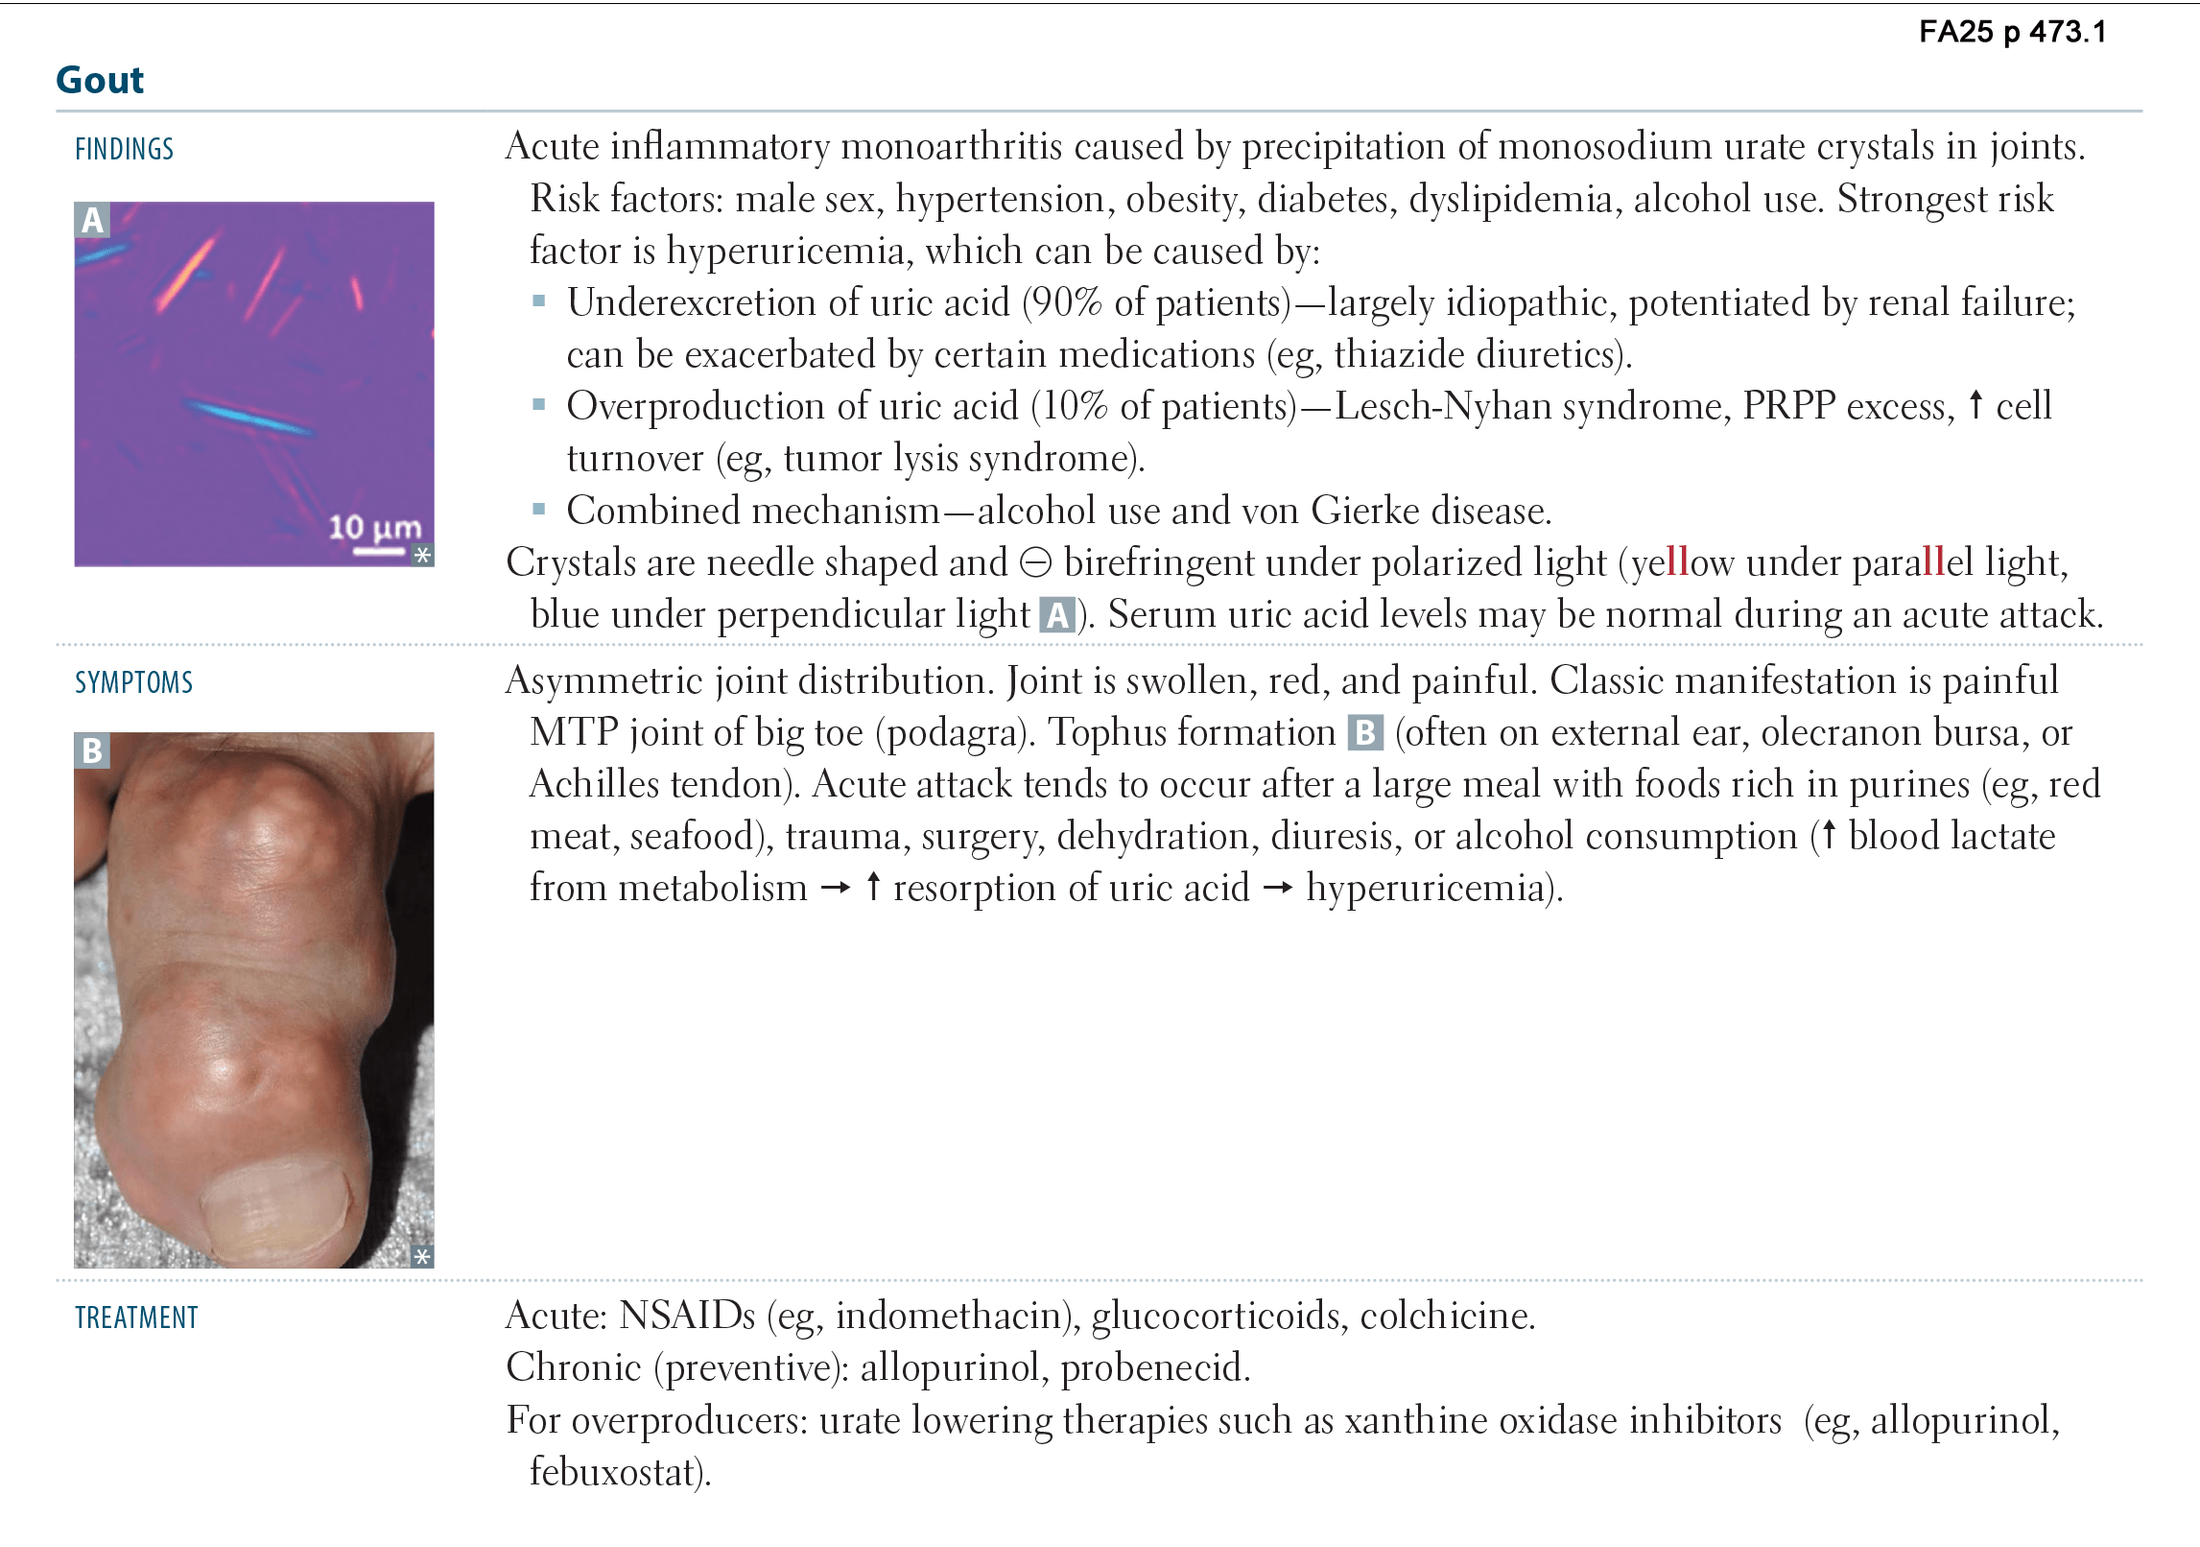 FA25 p 473.1
Gout
FINDINGS
A
10 µm
*
Acute inflammatory monoarthritis caused by precipitation of monosodium urate crystals in joints.
Risk factors: male sex, hypertension, obesity, diabetes, dyslipidemia, alcohol use. Strongest risk
factor is hyperuricemia, which can be caused by:
▪ Underexcretion of uric acid (90% of patients)—largely idiopathic, potentiated by renal failure;
can be exacerbated by certain medications (eg, thiazide diuretics).
▪ Overproduction of uric acid (10% of patients)—Lesch-Nyhan syndrome, PRPP excess, ↑ cell
turnover (eg, tumor lysis syndrome).
▪ Combined mechanism—alcohol use and von Gierke disease.
Crystals are needle shaped and ⊖ birefringent under polarized light (yellow under parallel light,
blue under perpendicular light A). Serum uric acid levels may be normal during an acute attack.
SYMPTOMS
B
*
Asymmetric joint distribution. Joint is swollen, red, and painful. Classic manifestation is painful
MTP joint of big toe (podagra). Tophus formation B (often on external ear, olecranon bursa, or
Achilles tendon). Acute attack tends to occur after a large meal with foods rich in purines (eg, red
meat, seafood), trauma, surgery, dehydration, diuresis, or alcohol consumption (↑ blood lactate
from metabolism → ↑ resorption of uric acid → hyperuricemia).
TREATMENT
Acute: NSAIDs (eg, indomethacin), glucocorticoids, colchicine.
Chronic (preventive): allopurinol, probenecid.
For overproducers: urate lowering therapies such as xanthine oxidase inhibitors (eg, allopurinol,
febuxostat).